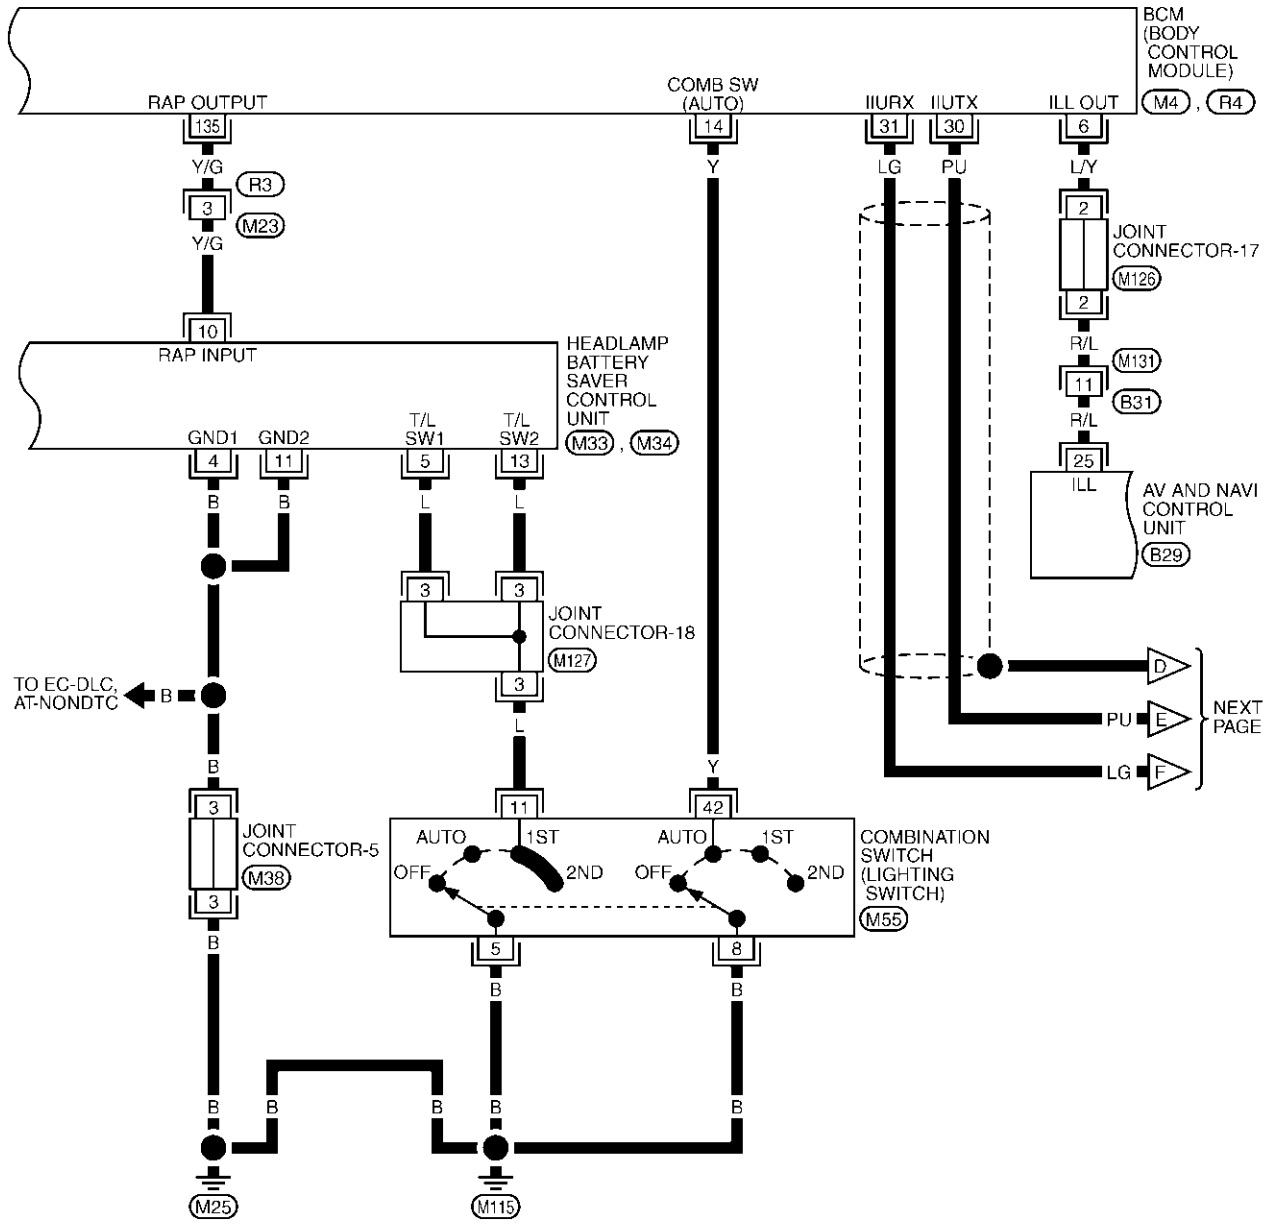 BCM
(BODY
CONTROL
MODULE)
M4 , R4
RAP OUTPUT
COMB SW
(AUTO)
IIURX IIUTX
ILL OUT
135
14
31
30
6
Y/G
Y
LG
PU
L/Y
R3
3
M23
Y/G
2
JOINT
CONNECTOR-17
M126
2
R/L
M131
11
B31
R/L
25
ILL
AV AND NAVI
CONTROL
UNIT
B29
10
RAP INPUT
HEADLAMP
BATTERY
SAVER
CONTROL
UNIT
M33 , M34
GND1 GND2
T/L
SW1
T/L
SW2
4
11
5
13
B
B
L
L
3
3
JOINT
CONNECTOR-18
M127
3
L
TO EC-DLC,
AT-NONDTC
B
D
PU
E
LG
F
NEXT
PAGE
B
Y
3
JOINT
CONNECTOR-5
M38
3
B
11
42
AUTO
1ST
OFF
2ND
AUTO
1ST
OFF
2ND
COMBINATION
SWITCH
(LIGHTING
SWITCH)
M55
5
8
B
B
B
B
B
B
B
M25
M115